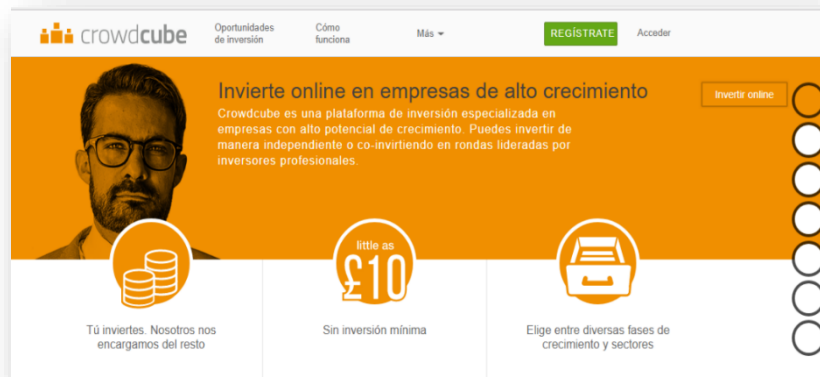 crowdcube
Oportunidades
de inversión
Cómo
funciona
Más
REGÍSTRATE
Acceder
Invierte online en empresas de alto crecimiento
Invertir online
Crowdcube es una plataforma de inversión especializada en
empresas con alto potencial de crecimiento. Puedes invertir de
manera independiente o co-invirtiendo en rondas lideradas por
inversores profesionales.
little as
£10
Tú inviertes. Nosotros nos
encargamos del resto
Sin inversión mínima
Elige entre diversas fases de
crecimiento y sectores